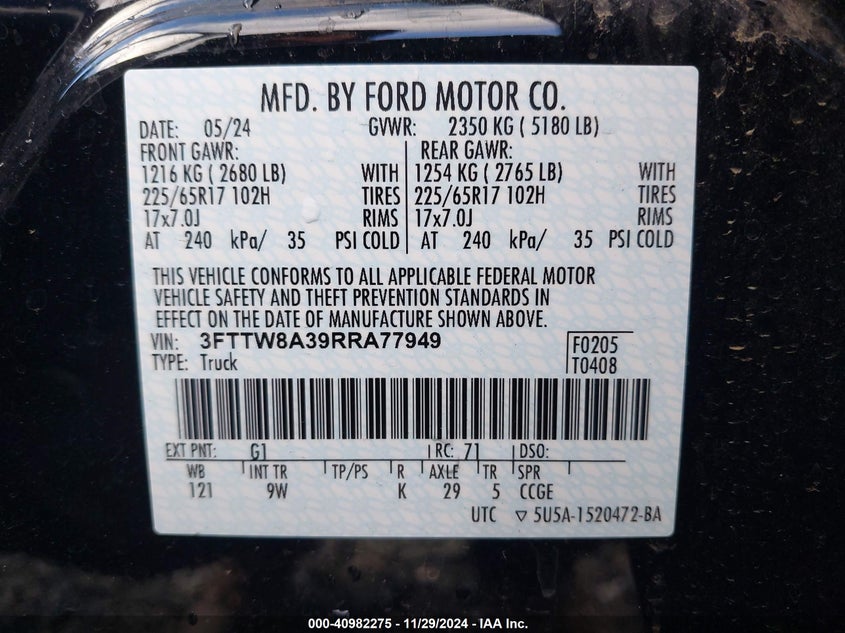 MFD. BY FORD MOTOR CO.
DATE: 05/24 GVWR: 2350 KG ( 5180 LB)
FRONT GAWR: REAR GAWR:
1216 KG ( 2680 LB) WITH 1254 KG ( 2765 LB) WITH
225/65R17 102H TIRES 225/65R17 102H TIRES
17x7.0J RIMS 17x7.0J RIMS
AT 240 kPa/ 35 PSI COLD AT 240 kPa/ 35 PSI COLD
THIS VEHICLE CONFORMS TO ALL APPLICABLE FEDERAL MOTOR
VEHICLE SAFETY AND THEFT PREVENTION STANDARDS IN
EFFECT ON THE DATE OF MANUFACTURE SHOWN ABOVE.
VIN: 3FTTW8A39RRA77949 F0205
TYPE: Truck T0408
EXT PNT: G1 RC: 71 DSO:
WB INT TR TP/PS R AXLE TR SPR
121 9W K 29 5 CCGE
UTC ▽ 5U5A-1520472-BA
000-40982275 - 11/29/2024 - IAA Inc.